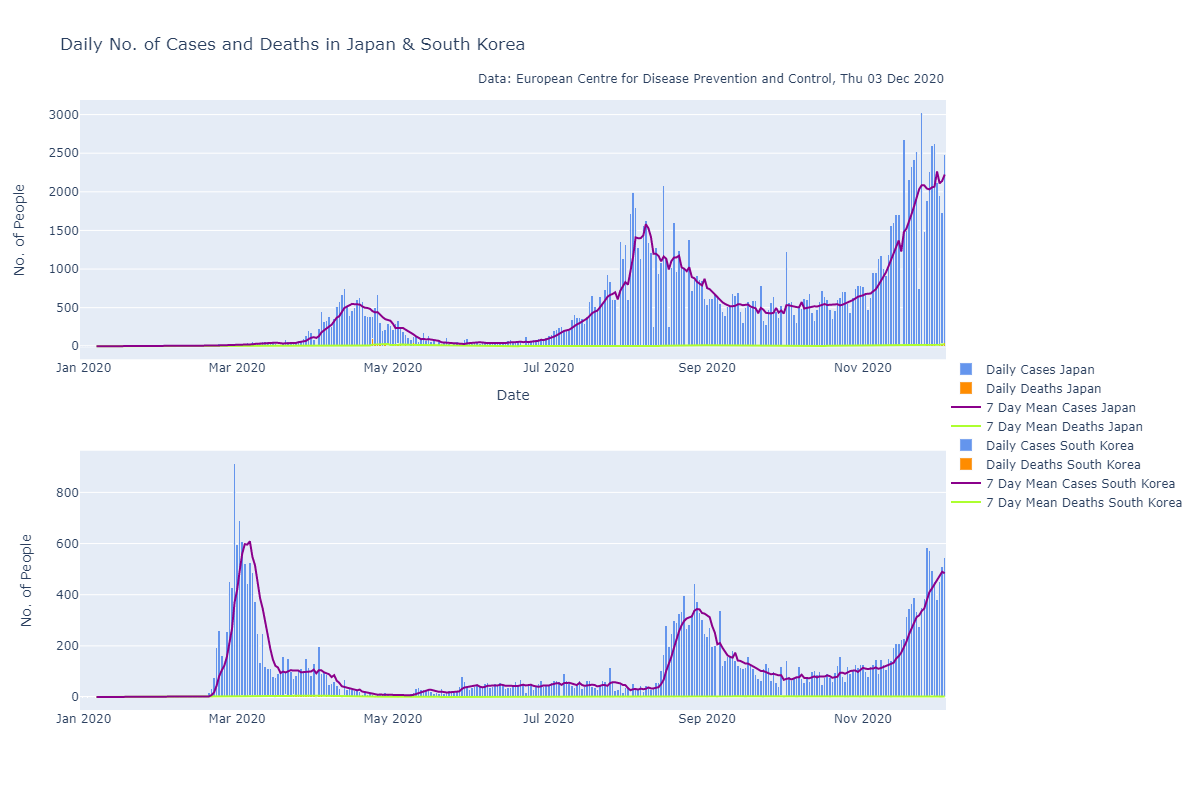 Daily No. of Cases and Deaths in Japan & South Korea
Data: European Centre for Disease Prevention and Control, Thu 03 Dec 2020
3000
2500
2000
1500
1000
500
0
No. of People
Jan 2020 Mar 2020 May 2020 Jul 2020 Sep 2020 Nov 2020
Date
Daily Cases Japan
Daily Deaths Japan
7 Day Mean Cases Japan
7 Day Mean Deaths Japan
Daily Cases South Korea
Daily Deaths South Korea
7 Day Mean Cases South Korea
7 Day Mean Deaths South Korea
800
600
400
200
0
No. of People
Jan 2020 Mar 2020 May 2020 Jul 2020 Sep 2020 Nov 2020